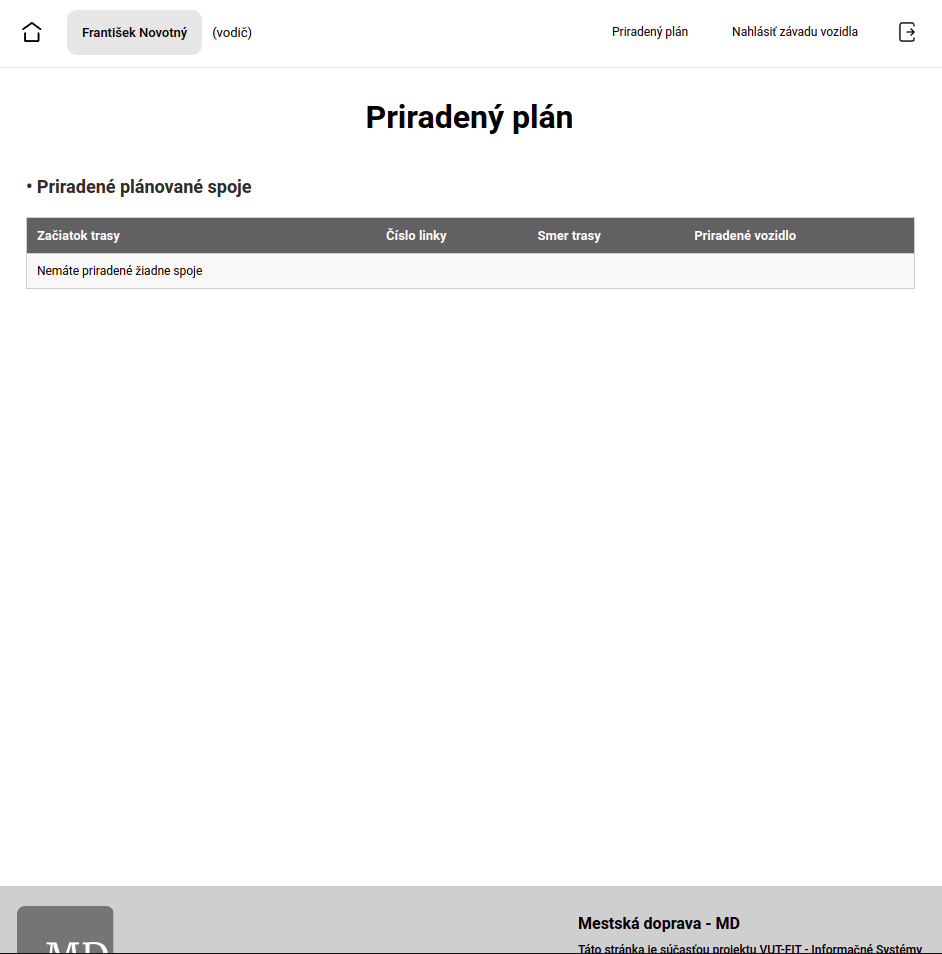 František Novotný (vodič) Priradený plán Nahlásiť závadu vozidla
Priradený plán
• Priradené plánované spoje
Začiatok trasy Číslo linky Smer trasy Priradené vozidlo
Nemáte priradené žiadne spoje
MD
Mestská doprava - MD
Táto stránka je súčasťou projektu VUT-FIT - Informačné Systémy